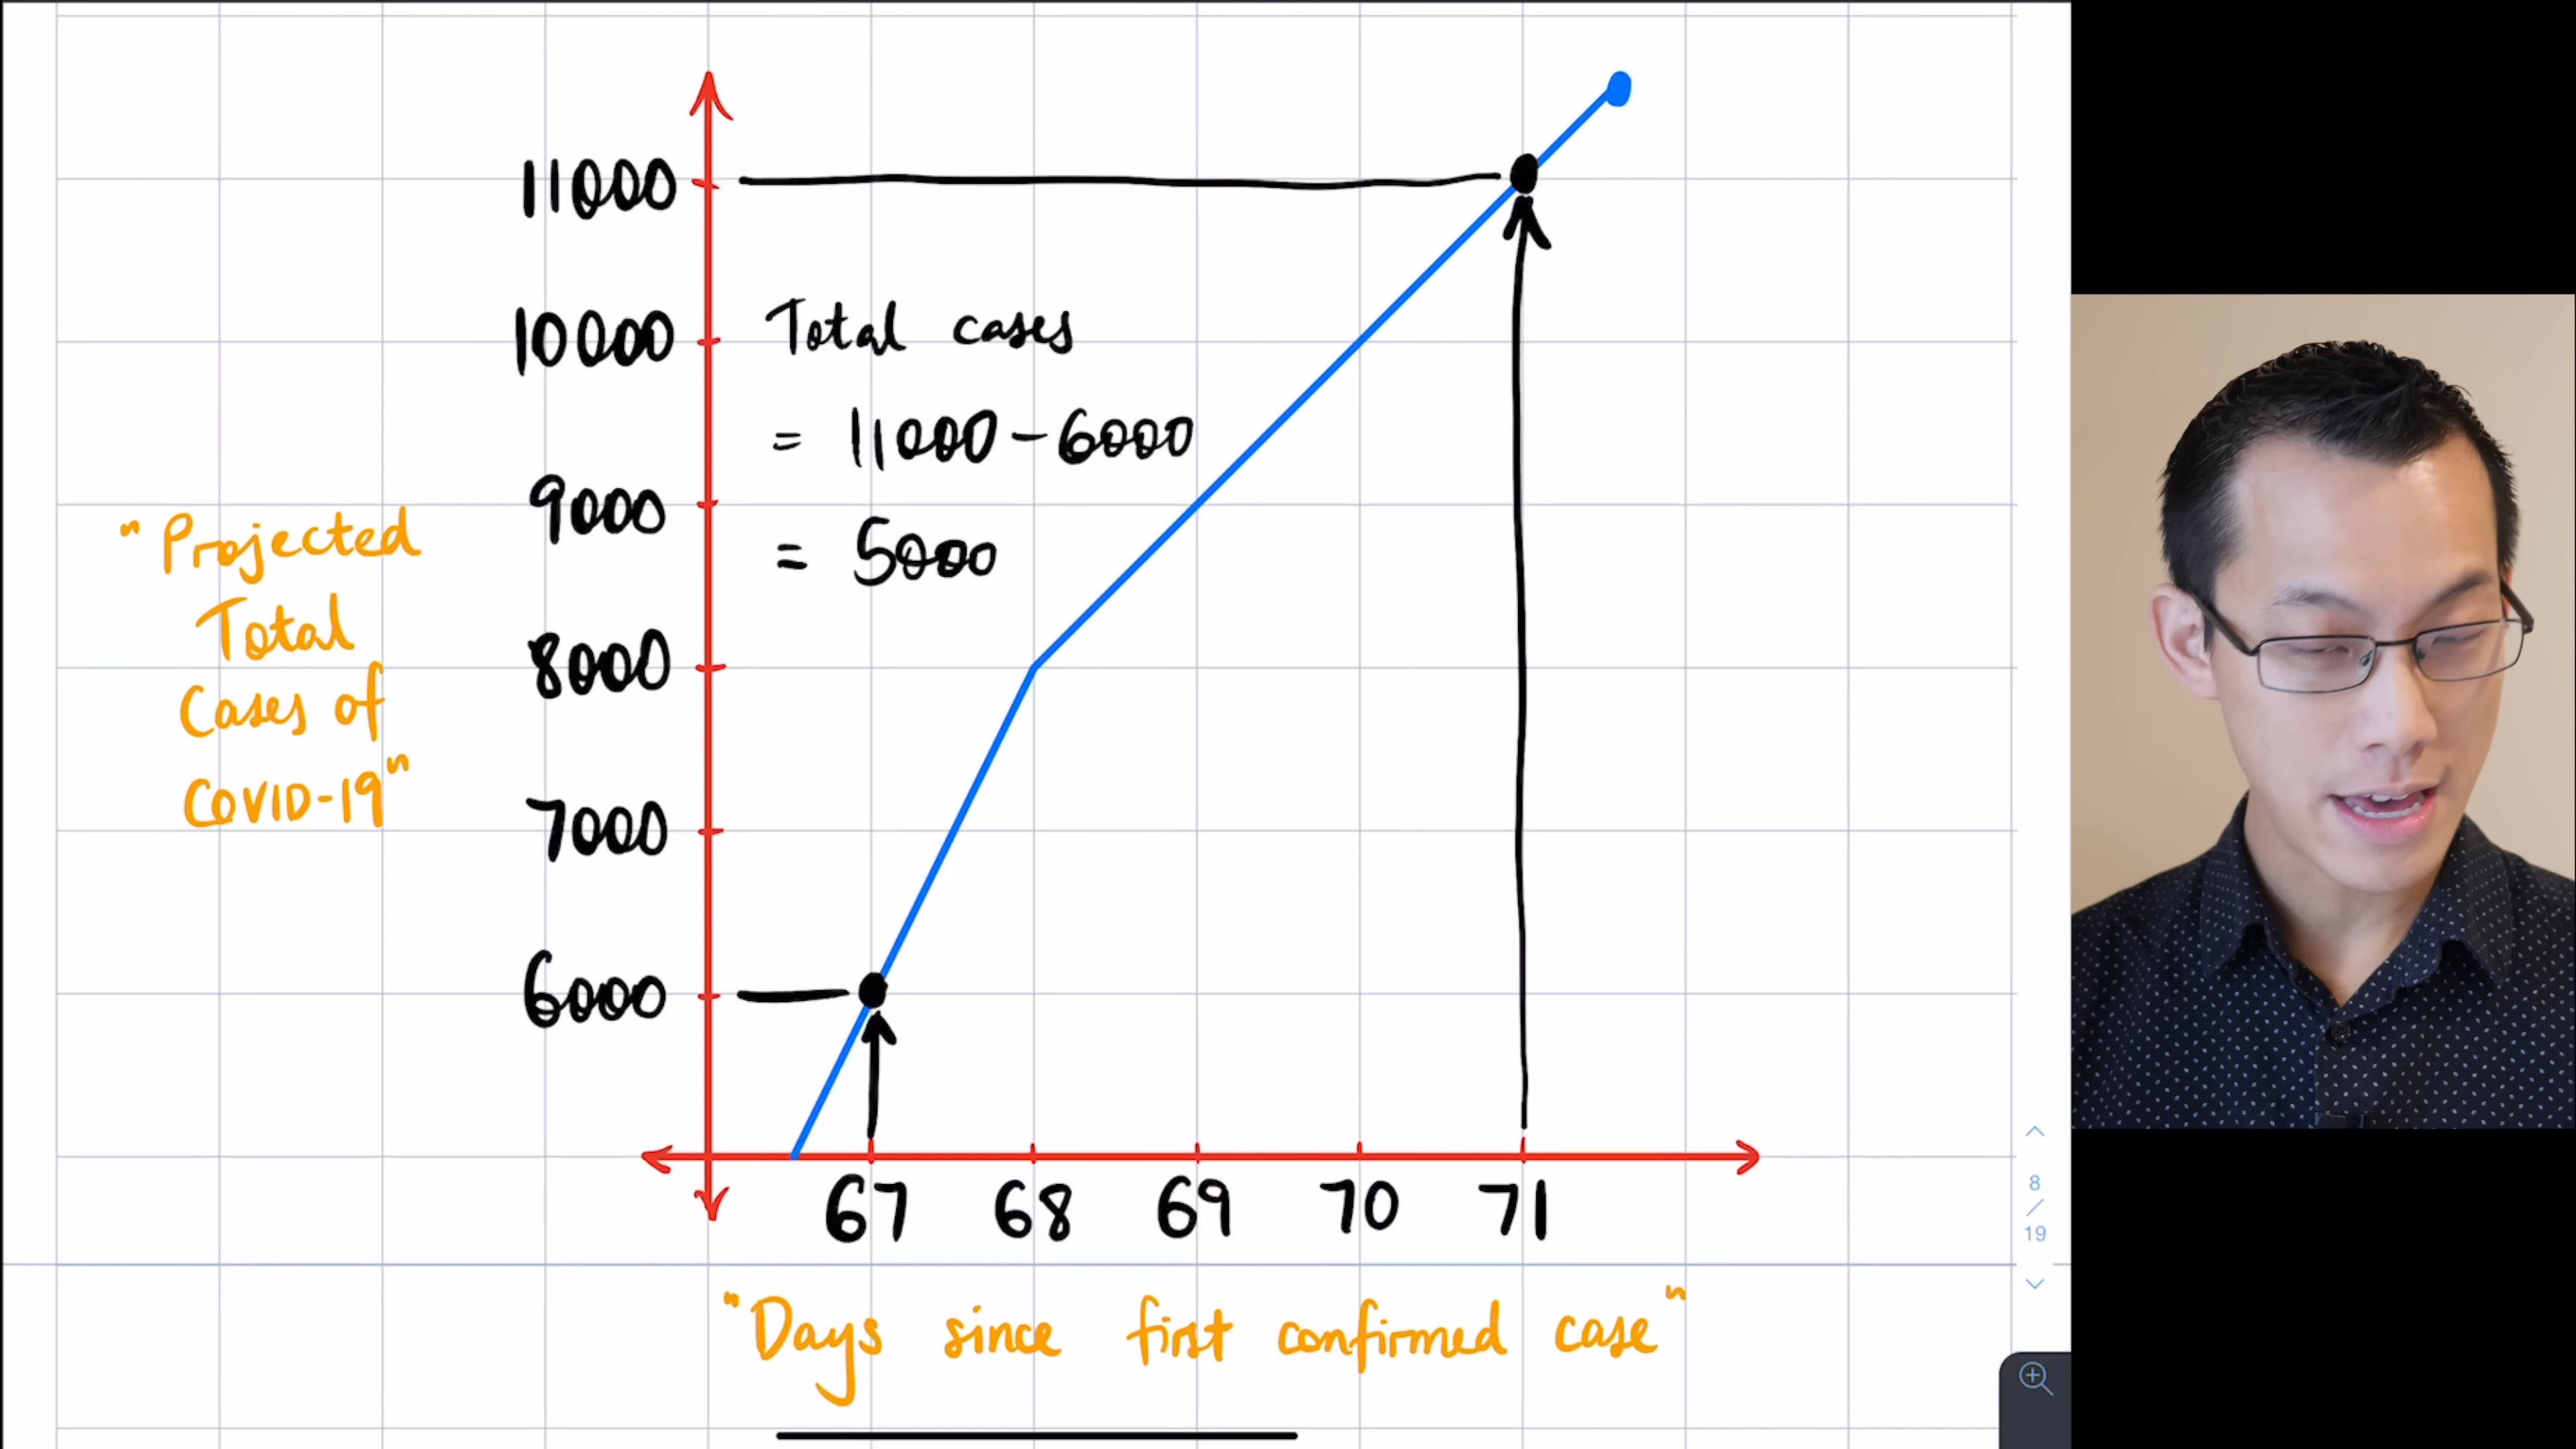 11000
10000
9000
8000
7000
6000
Total cases
= 11000 - 6000
= 5000
"Projected
Total
Cases of
COVID-19"
67 68 69 70 71
"Days since first confirmed case"
8
/
19